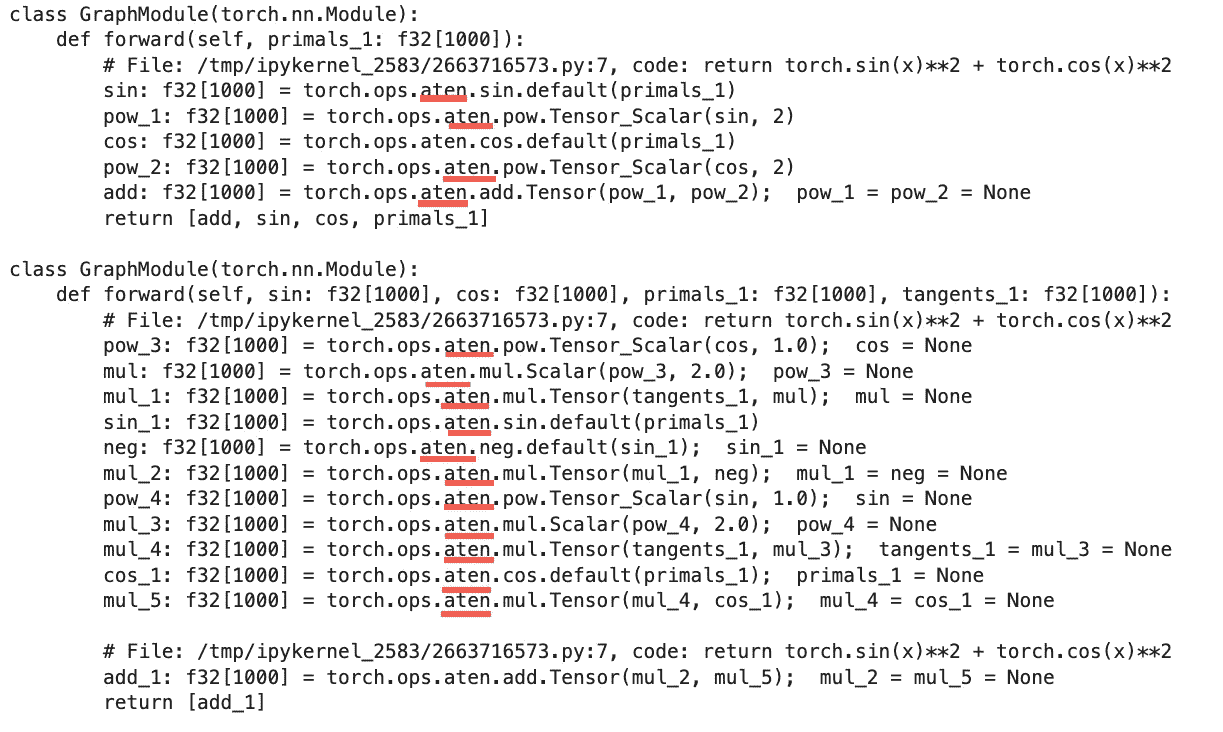 class GraphModule(torch.nn.Module):
    def forward(self, primals_1: f32[1000]):
        # File: /tmp/ipykernel_2583/2663716573.py:7, code: return torch.sin(x)**2 + torch.cos(x)**2
        sin: f32[1000] = torch.ops.aten.sin.default(primals_1)
        pow_1: f32[1000] = torch.ops.aten.pow.Tensor_Scalar(sin, 2)
        cos: f32[1000] = torch.ops.aten.cos.default(primals_1)
        pow_2: f32[1000] = torch.ops.aten.pow.Tensor_Scalar(cos, 2)
        add: f32[1000] = torch.ops.aten.add.Tensor(pow_1, pow_2);  pow_1 = pow_2 = None
        return [add, sin, cos, primals_1]
class GraphModule(torch.nn.Module):
    def forward(self, sin: f32[1000], cos: f32[1000], primals_1: f32[1000], tangents_1: f32[1000]):
        # File: /tmp/ipykernel_2583/2663716573.py:7, code: return torch.sin(x)**2 + torch.cos(x)**2
        pow_3: f32[1000] = torch.ops.aten.pow.Tensor_Scalar(cos, 1.0);  cos = None
        mul: f32[1000] = torch.ops.aten.mul.Scalar(pow_3, 2.0);  pow_3 = None
        mul_1: f32[1000] = torch.ops.aten.mul.Tensor(tangents_1, mul);  mul = None
        sin_1: f32[1000] = torch.ops.aten.sin.default(primals_1)
        neg: f32[1000] = torch.ops.aten.neg.default(sin_1);  sin_1 = None
        mul_2: f32[1000] = torch.ops.aten.mul.Tensor(mul_1, neg);  mul_1 = neg = None
        pow_4: f32[1000] = torch.ops.aten.pow.Tensor_Scalar(sin, 1.0);  sin = None
        mul_3: f32[1000] = torch.ops.aten.mul.Scalar(pow_4, 2.0);  pow_4 = None
        mul_4: f32[1000] = torch.ops.aten.mul.Tensor(tangents_1, mul_3);  tangents_1 = mul_3 = None
        cos_1: f32[1000] = torch.ops.aten.cos.default(primals_1);  primals_1 = None
        mul_5: f32[1000] = torch.ops.aten.mul.Tensor(mul_4, cos_1);  mul_4 = cos_1 = None
        # File: /tmp/ipykernel_2583/2663716573.py:7, code: return torch.sin(x)**2 + torch.cos(x)**2
        add_1: f32[1000] = torch.ops.aten.add.Tensor(mul_2, mul_5);  mul_2 = mul_5 = None
        return [add_1]